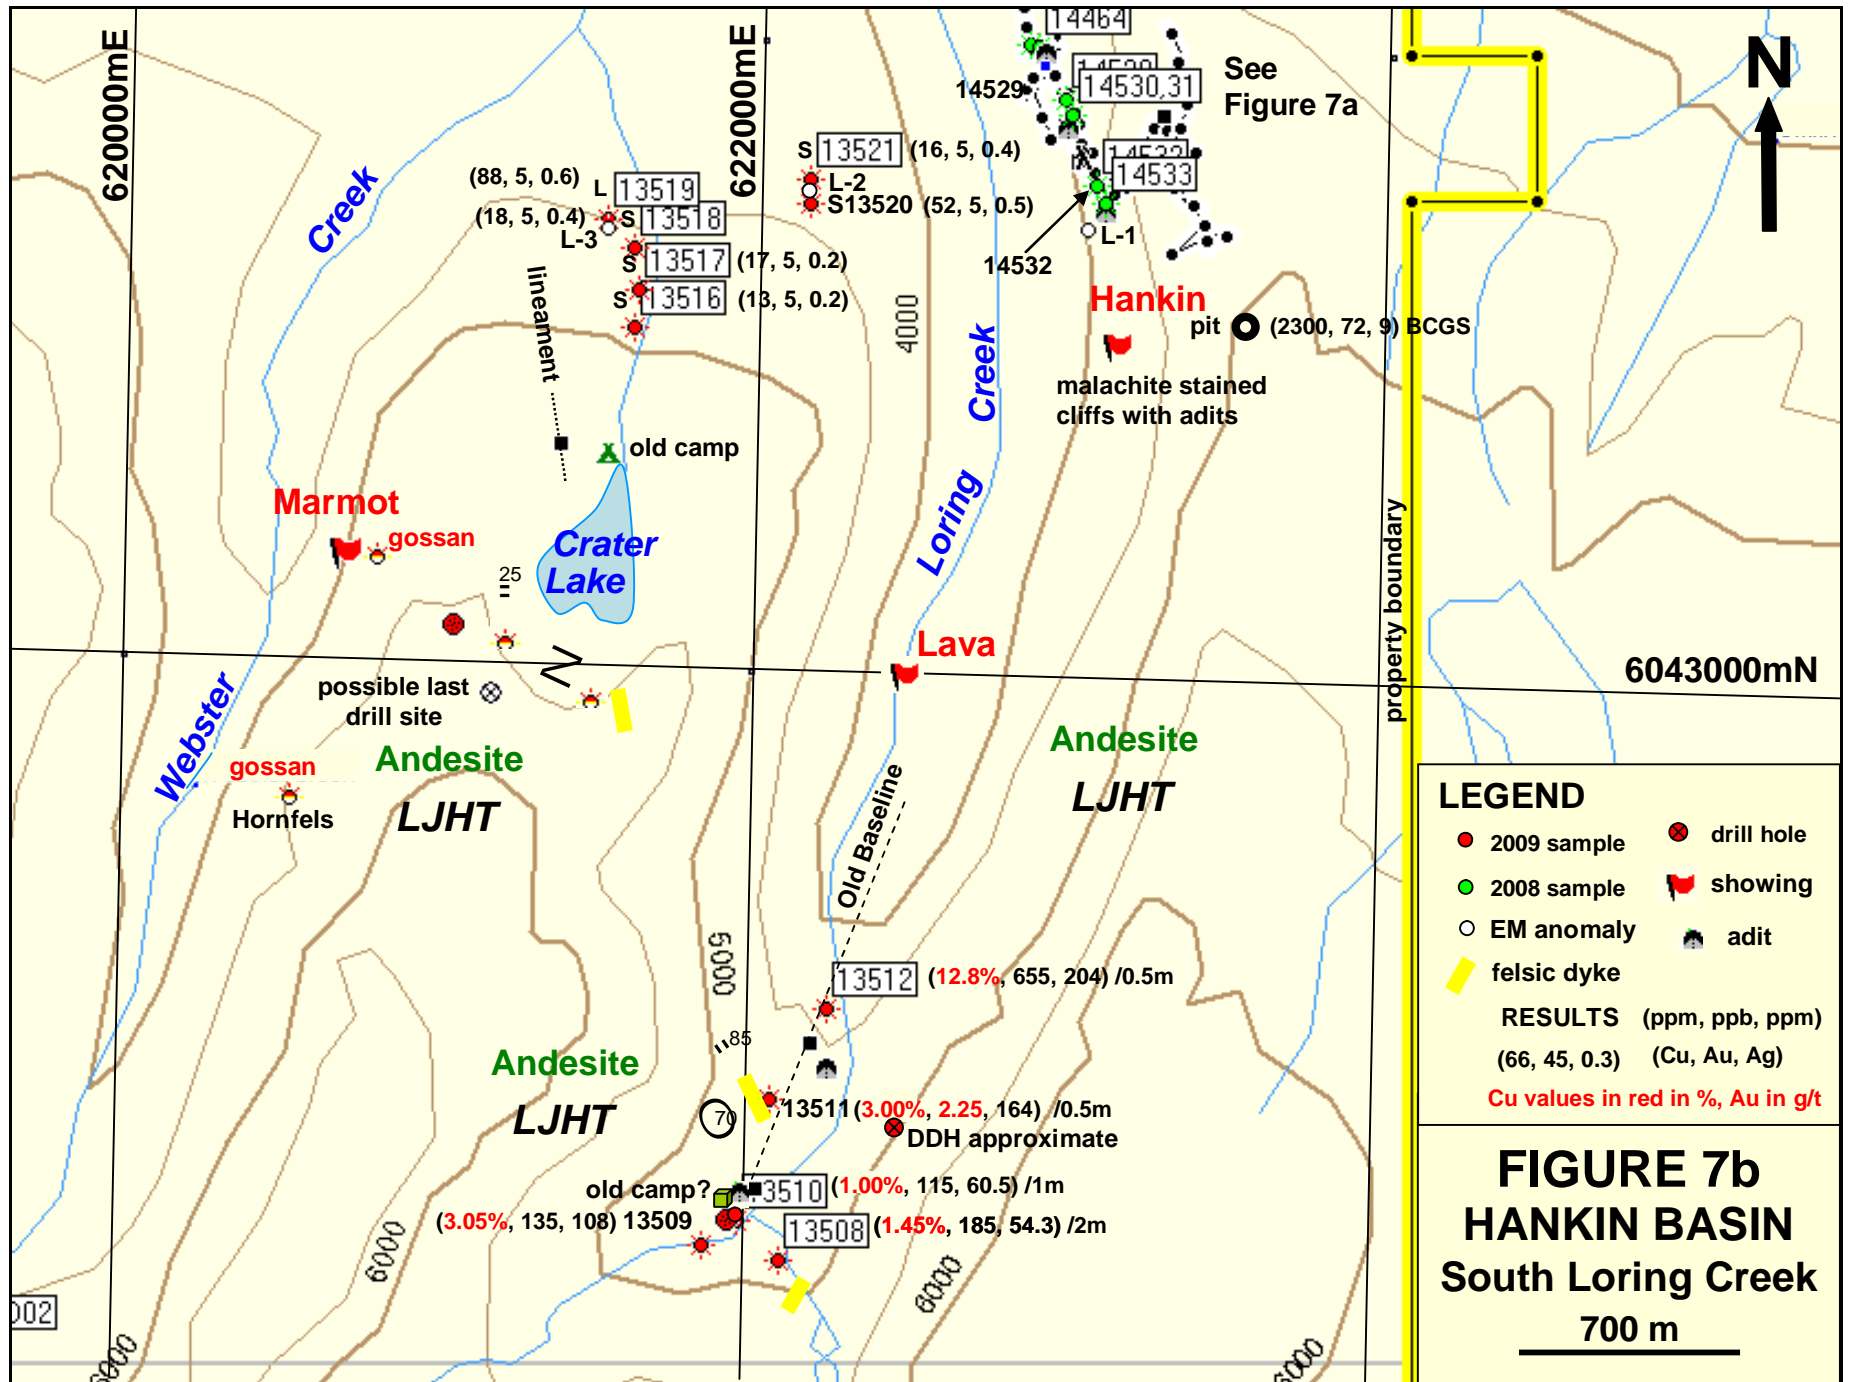 620000mE
622000mE
14464
14530,31
14529
See
Figure 7a
N
S 13521 (16, 5, 0.4)
14533
(88, 5, 0.6) L 13519
L-2
S13520 (52, 5, 0.5)
(18, 5, 0.4) S 13518
L-3
L-1
14532
S 13517 (17, 5, 0.2)
S 13516 (13, 5, 0.2)
Creek
lineament
4000
Creek
Hankin
pit (2300, 72, 9) BCGS
malachite stained
cliffs with adits
old camp
Marmot
gossan
Crater
Lake
25
Loring
property boundary
Lava
6043000mN
possible last
drill site
Webster
Andesite
LJHT
gossan
Hornfels
Andesite
LJHT
Old Baseline
5000
13512 (12.8%, 655, 204) /0.5m
85
Andesite
LJHT
70
13511 (3.00%, 2.25, 164) /0.5m
DDH approximate
old camp?
13510 (1.00%, 115, 60.5) /1m
(3.05%, 135, 108) 13509
13508 (1.45%, 185, 54.3) /2m
6000
6000
6000
6000
002
LEGEND
2009 sample
drill hole
2008 sample
showing
EM anomaly
adit
felsic dyke
RESULTS (ppm, ppb, ppm)
(66, 45, 0.3) (Cu, Au, Ag)
Cu values in red in %, Au in g/t
FIGURE 7b
HANKIN BASIN
South Loring Creek
700 m